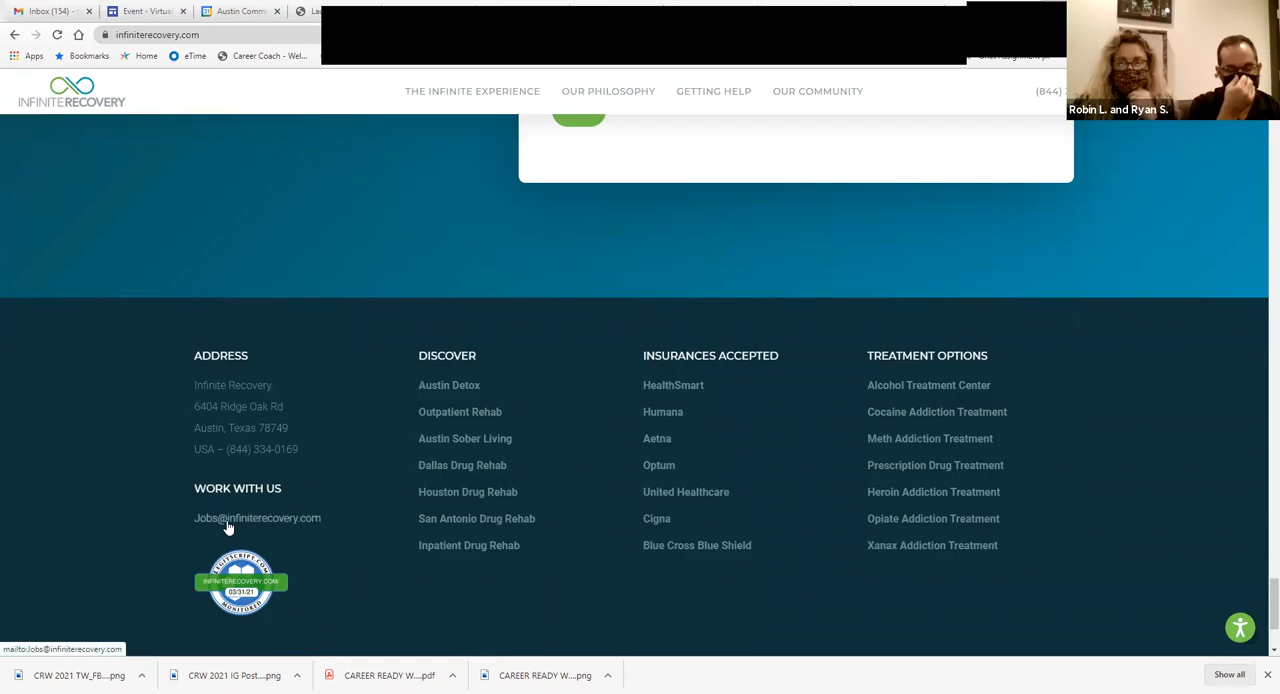 Inbox (154) -
Event - Virtual
Austin Commu
infiniterecovery.com
Apps
Bookmarks
Home
eTime
Career Coach - Wel...
Robin L. and Ryan S.
INFINITERECOVERY
THE INFINITE EXPERIENCE
OUR PHILOSOPHY
GETTING HELP
OUR COMMUNITY
(844)
ADDRESS
Infinite Recovery
6404 Ridge Oak Rd
Austin, Texas 78749
USA – (844) 334-0169
WORK WITH US
Jobs@infiniterecovery.com
LEGITSCRIPT.COM
INFINITERECOVERY.COM
03/31/21
MONITORED
DISCOVER
Austin Detox
Outpatient Rehab
Austin Sober Living
Dallas Drug Rehab
Houston Drug Rehab
San Antonio Drug Rehab
Inpatient Drug Rehab
INSURANCES ACCEPTED
HealthSmart
Humana
Aetna
Optum
United Healthcare
Cigna
Blue Cross Blue Shield
TREATMENT OPTIONS
Alcohol Treatment Center
Cocaine Addiction Treatment
Meth Addiction Treatment
Prescription Drug Treatment
Heroin Addiction Treatment
Opiate Addiction Treatment
Xanax Addiction Treatment
mailto:Jobs@infiniterecovery.com
CRW 2021 TW_FB....png
CRW 2021 IG Post....png
CAREER READY W....pdf
CAREER READY W....png
Show all